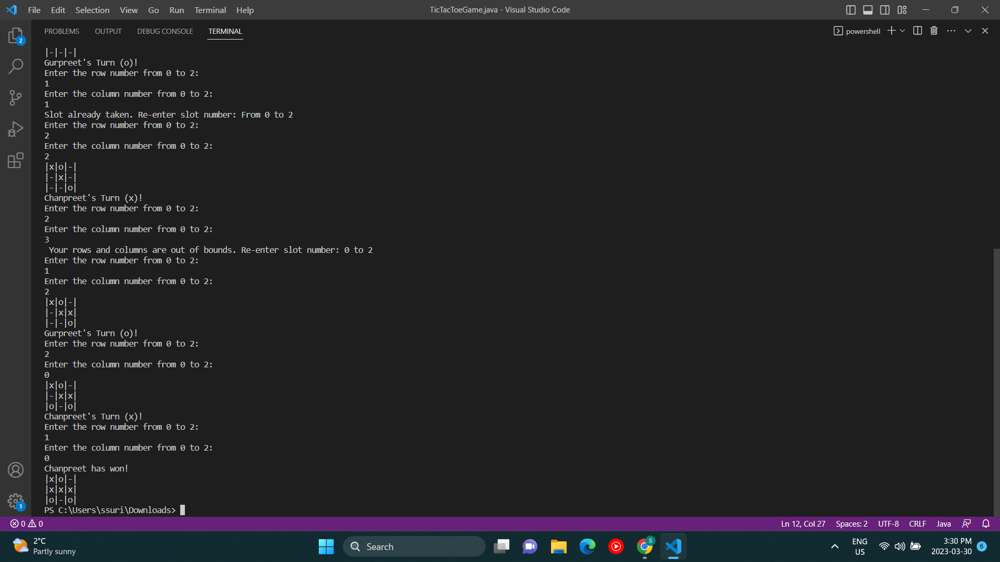 File Edit Selection View Go Run Terminal Help TicTacToeGame.java - Visual Studio Code
PROBLEMS OUTPUT DEBUG CONSOLE TERMINAL powershell
2
|-|-|-|
Gurpreet's Turn (o)!
Enter the row number from 0 to 2:
1
Enter the column number from 0 to 2:
1
Slot already taken. Re-enter slot number: From 0 to 2
Enter the row number from 0 to 2:
2
Enter the column number from 0 to 2:
2
|x|o|-|
|-|x|-|
|-|-|o|
Chanpreet's Turn (x)!
Enter the row number from 0 to 2:
2
Enter the column number from 0 to 2:
3
 Your rows and columns are out of bounds. Re-enter slot number: 0 to 2
Enter the row number from 0 to 2:
1
Enter the column number from 0 to 2:
2
|x|o|-|
|-|x|x|
|-|-|o|
Gurpreet's Turn (o)!
Enter the row number from 0 to 2:
2
Enter the column number from 0 to 2:
0
|x|o|-|
|-|x|x|
|o|-|o|
Chanpreet's Turn (x)!
Enter the row number from 0 to 2:
1
Enter the column number from 0 to 2:
0
Chanpreet has won!
|x|o|-|
|x|x|x|
|o|-|o|
PS C:\Users\ssuri\Downloads>
1
0 0 Ln 12, Col 27 Spaces: 2 UTF-8 CRLF Java
2°C
Partly sunny
Search
S
ENG
US
3:30 PM
2023-03-30
6